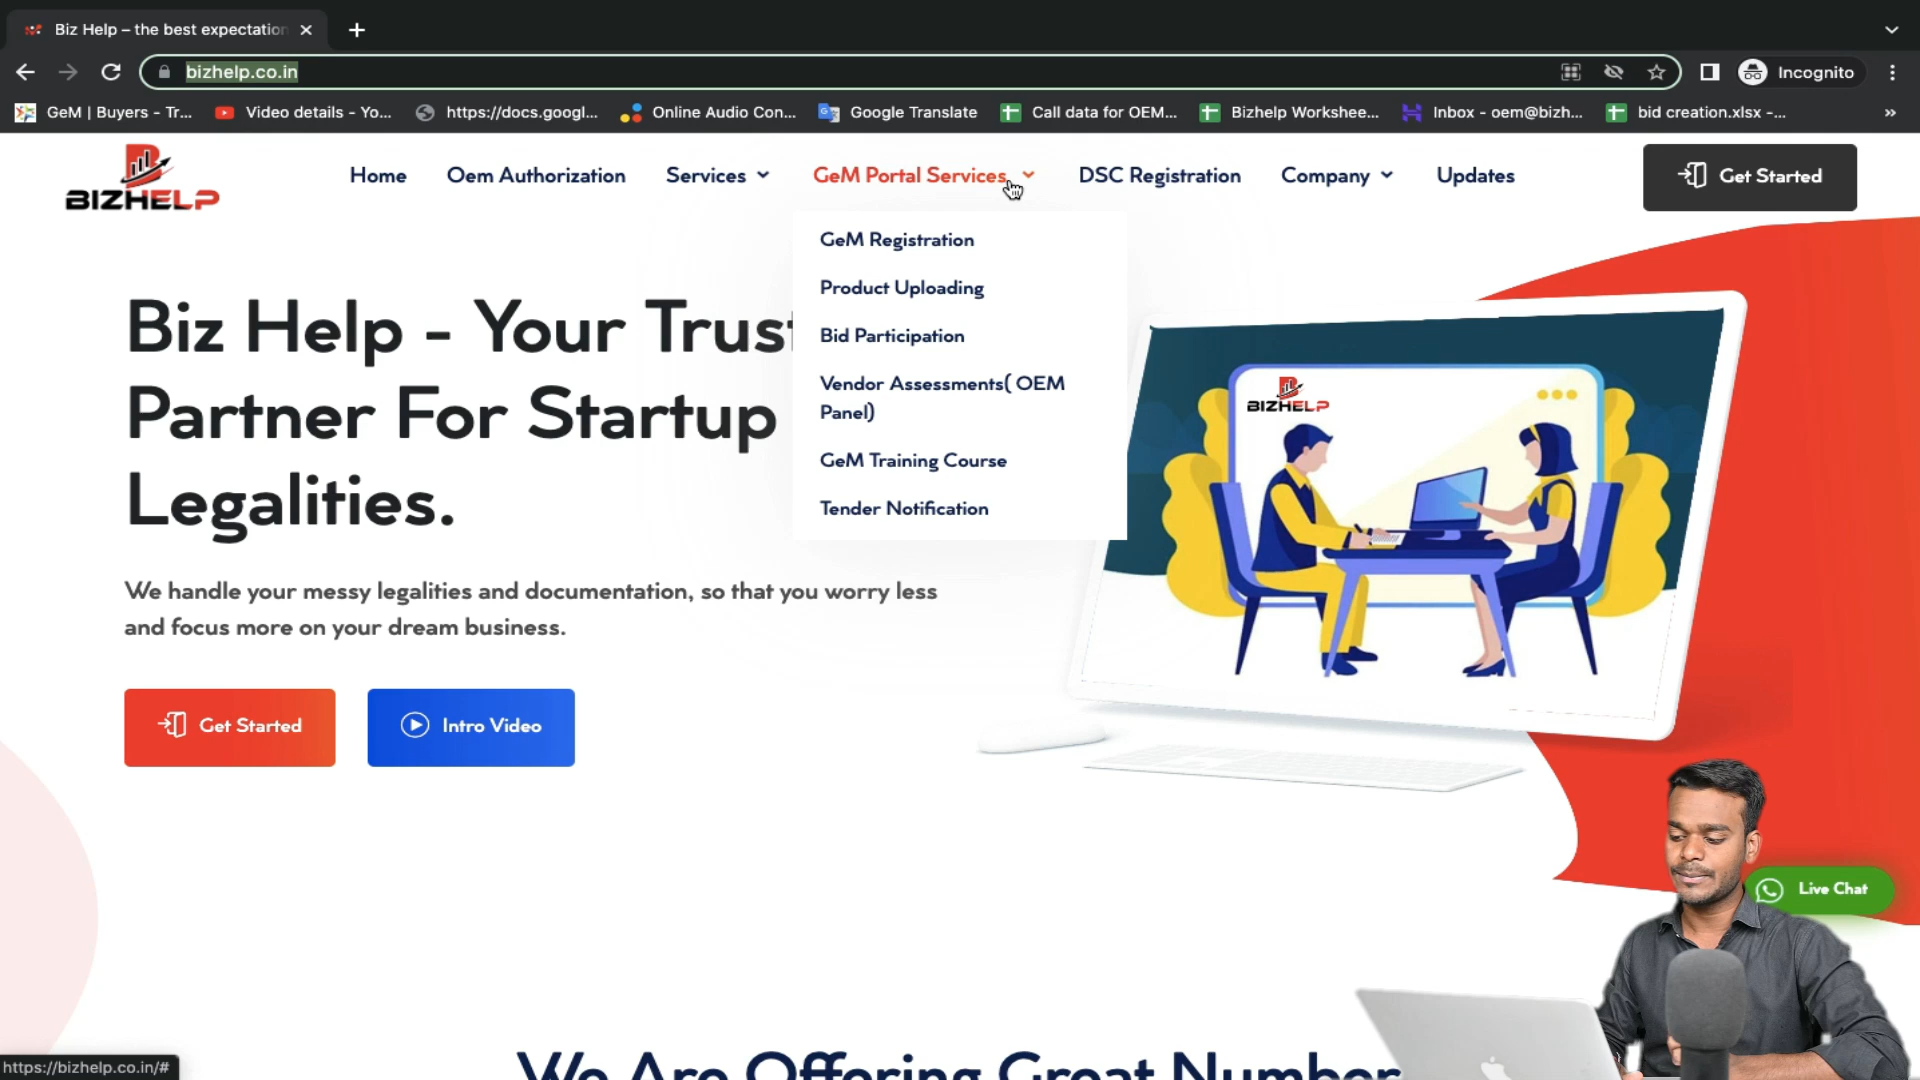 Biz Help – the best expectation
bizhelp.co.in
Incognito
GeM | Buyers - Tr...
Video details - Yo...
https://docs.googl...
Online Audio Con...
Google Translate
Call data for OEM...
Bizhelp Workshee...
Inbox - oem@bizh...
bid creation.xlsx -...
BIZHELP
Home
Oem Authorization
Services
GeM Portal Services
DSC Registration
Company
Updates
Get Started
GeM Registration
Product Uploading
Bid Participation
Vendor Assessments( OEM
Panel)
GeM Training Course
Tender Notification
Biz Help - Your Trust
Partner For Startup
Legalities.
BIZHELP
We handle your messy legalities and documentation, so that you worry less
and focus more on your dream business.
Get Started
Intro Video
Live Chat
We Are Offering Great Number
https://bizhelp.co.in/#